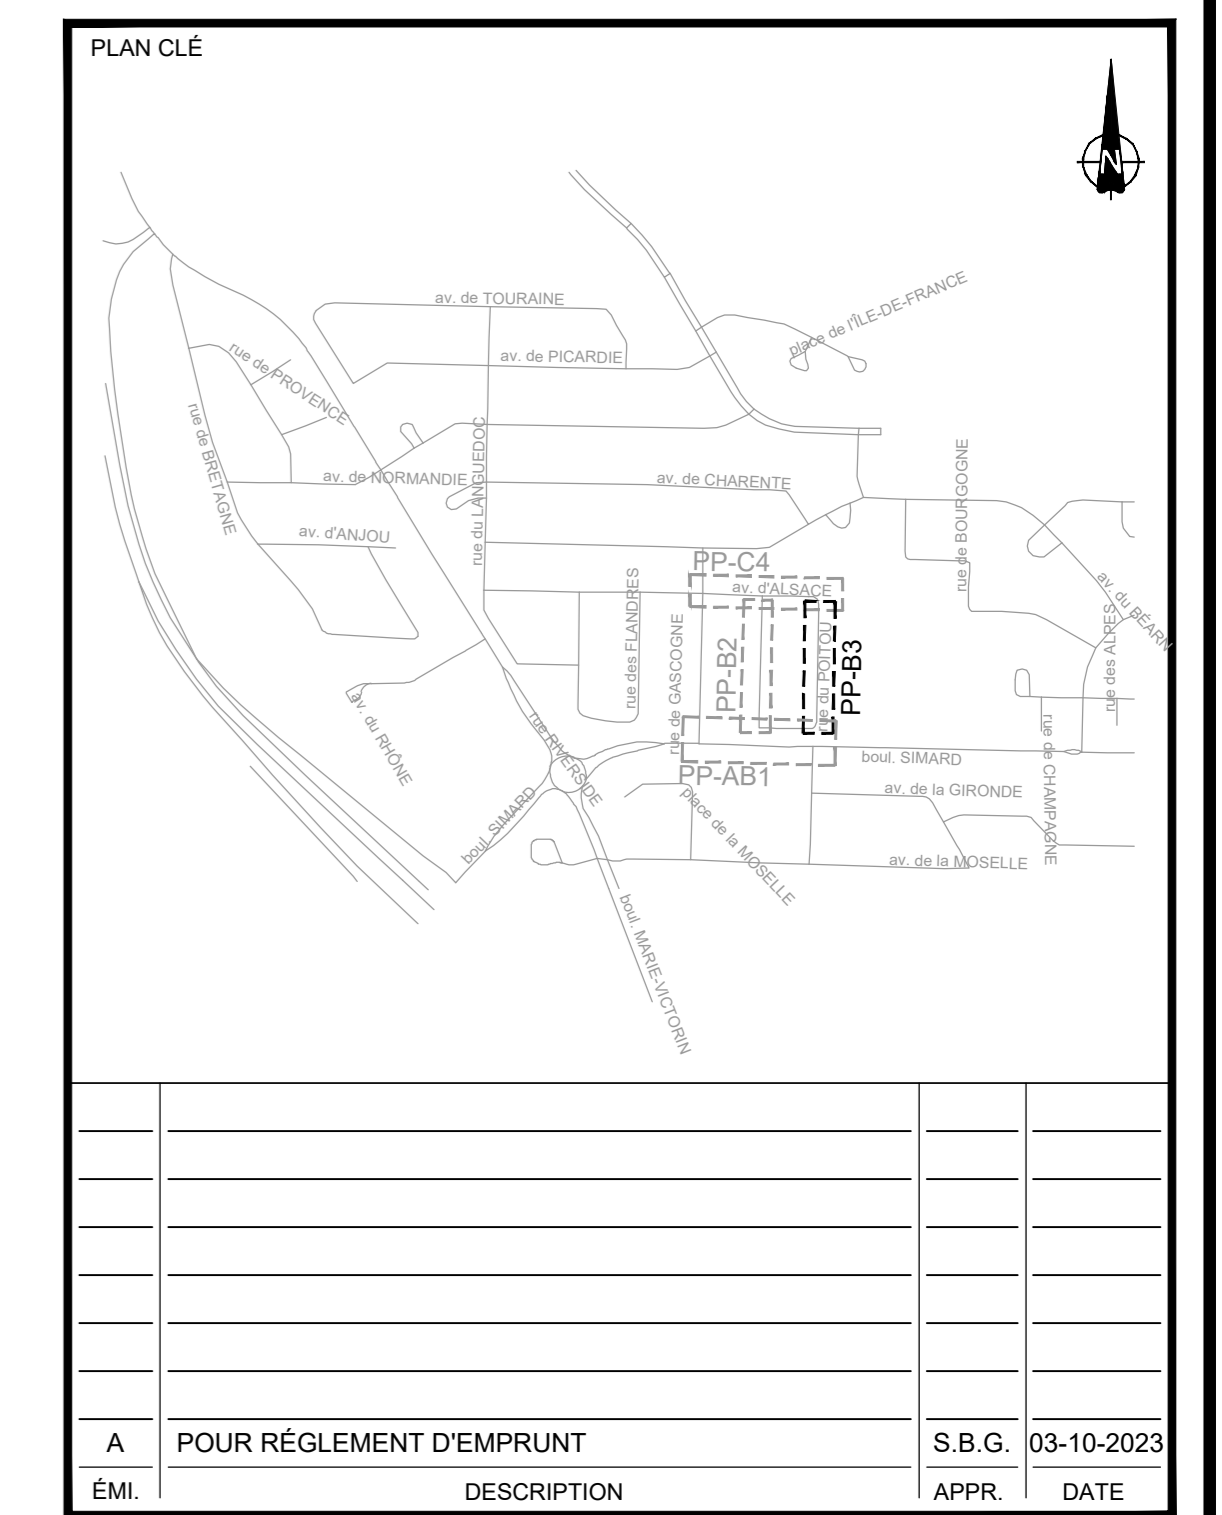 PLAN CLÉ
N
place de l'ÎLE-DE-FRANCE
av. de TOURAINE
av. de PICARDIE
rue de PROVENCE
rue de BRETAGNE
rue du LANGUEDOC
av. de NORMANDIE
av. de CHARENTE
rue de BOURGOGNE
av. d'ANJOU
PP-C4
av. d'ALSACE
av. du BÉARN
rue des FLANDRES
rue de GASCOGNE
PP-B2
rue du POITOU
PP-B3
rue des ALPES
av. du RHÔNE
rue RIVERSIDE
rue de CHAMPAGNE
boul. SIMARD
PP-AB1
boul. SIMARD
place de la MOSELLE
av. de la GIRONDE
av. de la MOSELLE
boul. MARIE-VICTORIN
A POUR RÉGLEMENT D'EMPRUNT S.B.G. 03-10-2023
ÉMI. DESCRIPTION APPR. DATE